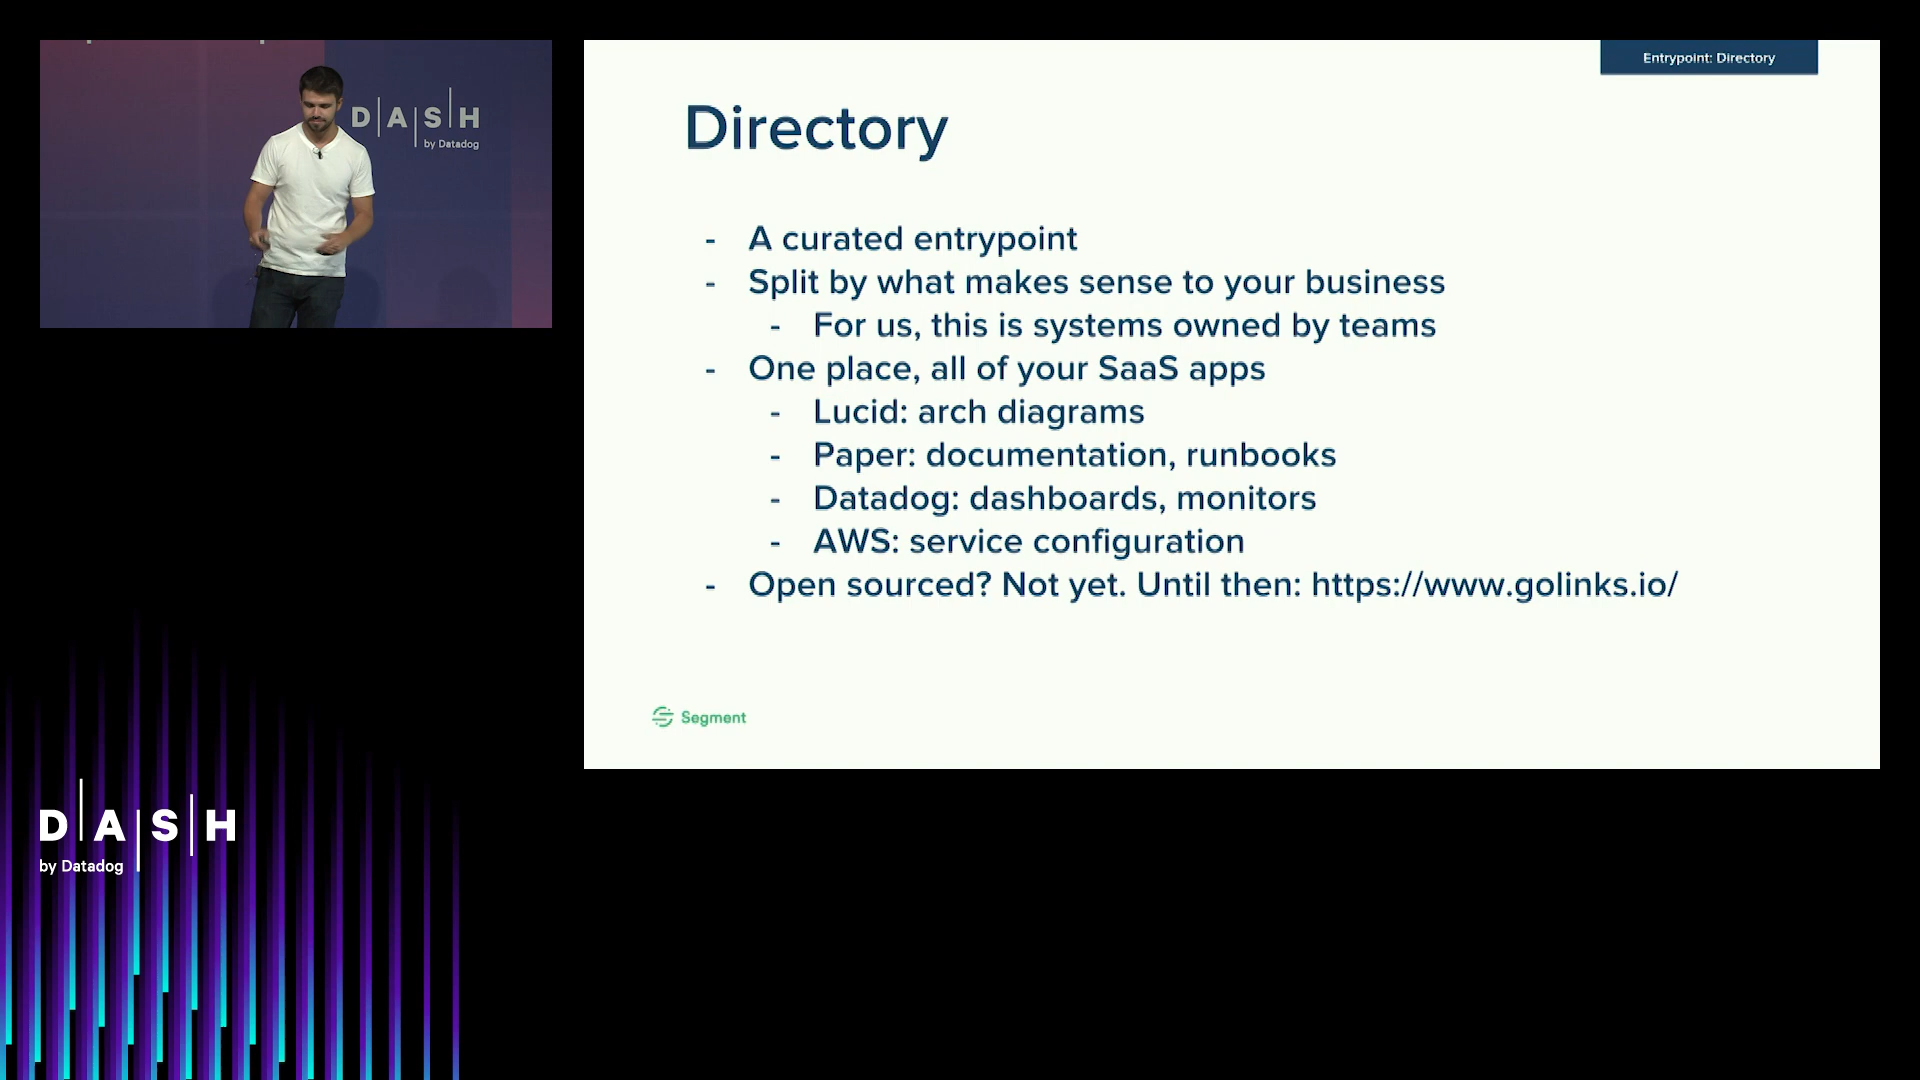 D A S H
by Datadog
Entrypoint: Directory
Directory
- A curated entrypoint
- Split by what makes sense to your business
- For us, this is systems owned by teams
- One place, all of your SaaS apps
- Lucid: arch diagrams
- Paper: documentation, runbooks
- Datadog: dashboards, monitors
- AWS: service configuration
- Open sourced? Not yet. Until then: https://www.golinks.io/
Segment
D A S H
by Datadog